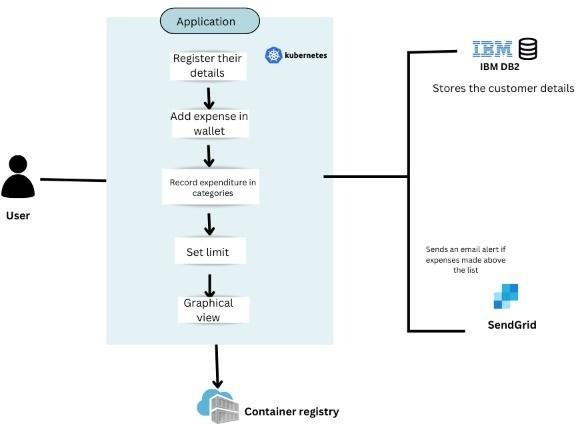 Application
kubernetes
Register their
details
Add expense in
wallet
Record expenditure in
categories
Set limit
Graphical
view
User
IBM
IBM DB2
Stores the customer details
Sends an email alert if
expenses made above
the list
SendGrid
Container registry